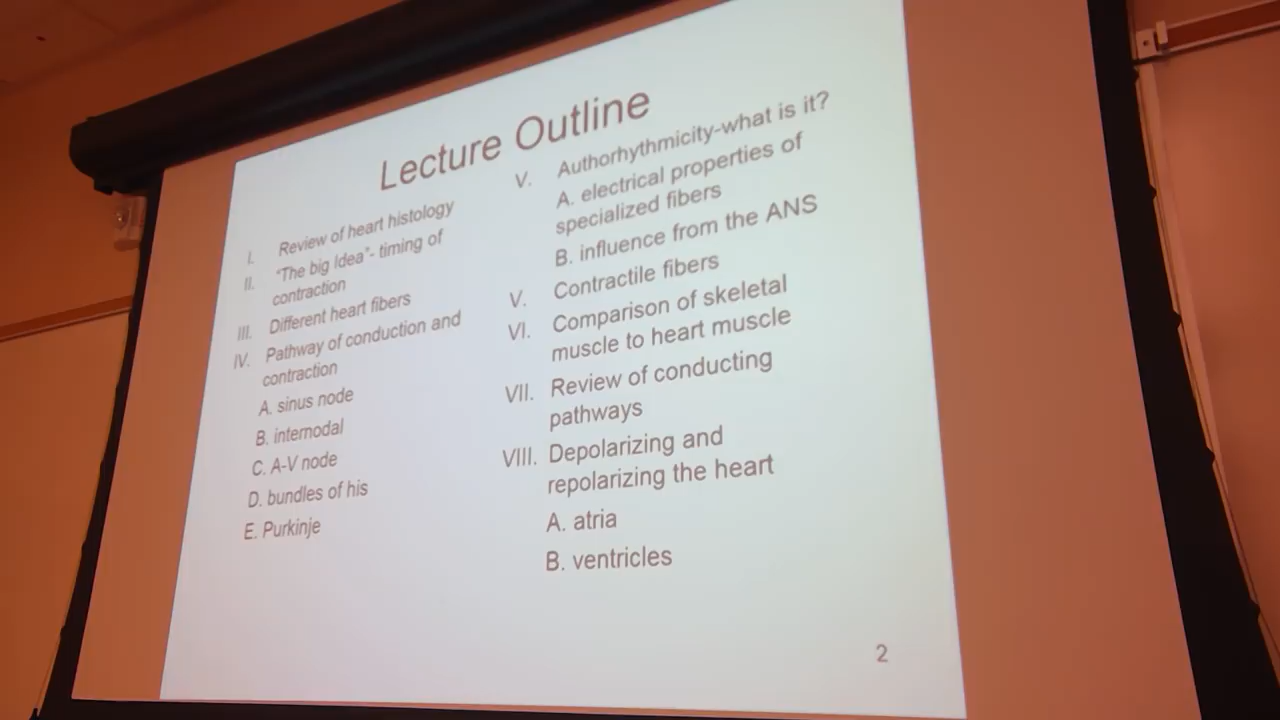 Lecture Outline
I. Review of heart histology
II. "The big Idea"- timing of
contraction
III. Different heart fibers
IV. Pathway of conduction and
contraction
A. sinus node
B. internodal
C. A-V node
D. bundles of his
E. Purkinje
V. Authorhythmicity-what is it?
A. electrical properties of
specialized fibers
B. influence from the ANS
V. Contractile fibers
VI. Comparison of skeletal
muscle to heart muscle
VII. Review of conducting
pathways
VIII. Depolarizing and
repolarizing the heart
A. atria
B. ventricles
2